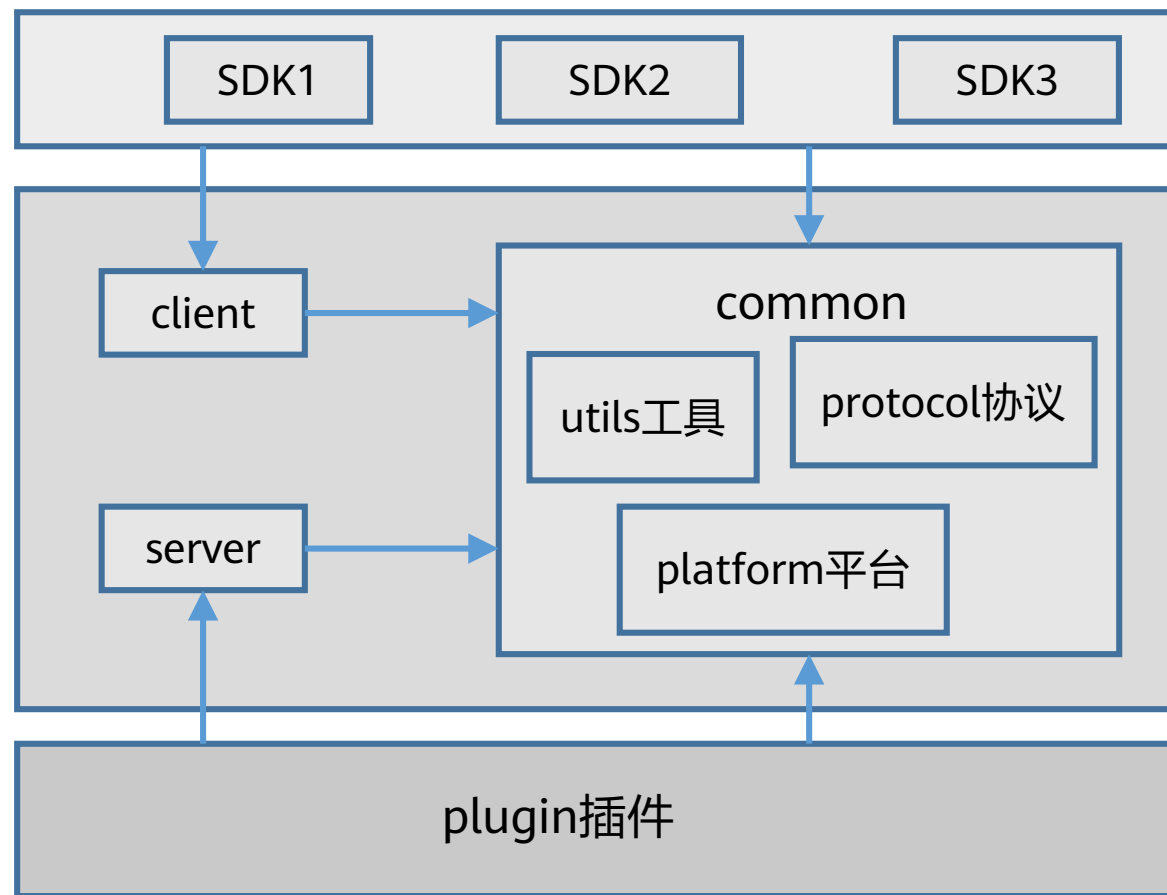 SDK1
SDK2
SDK3
client
common
utils工具
protocol协议
server
platform平台
plugin插件